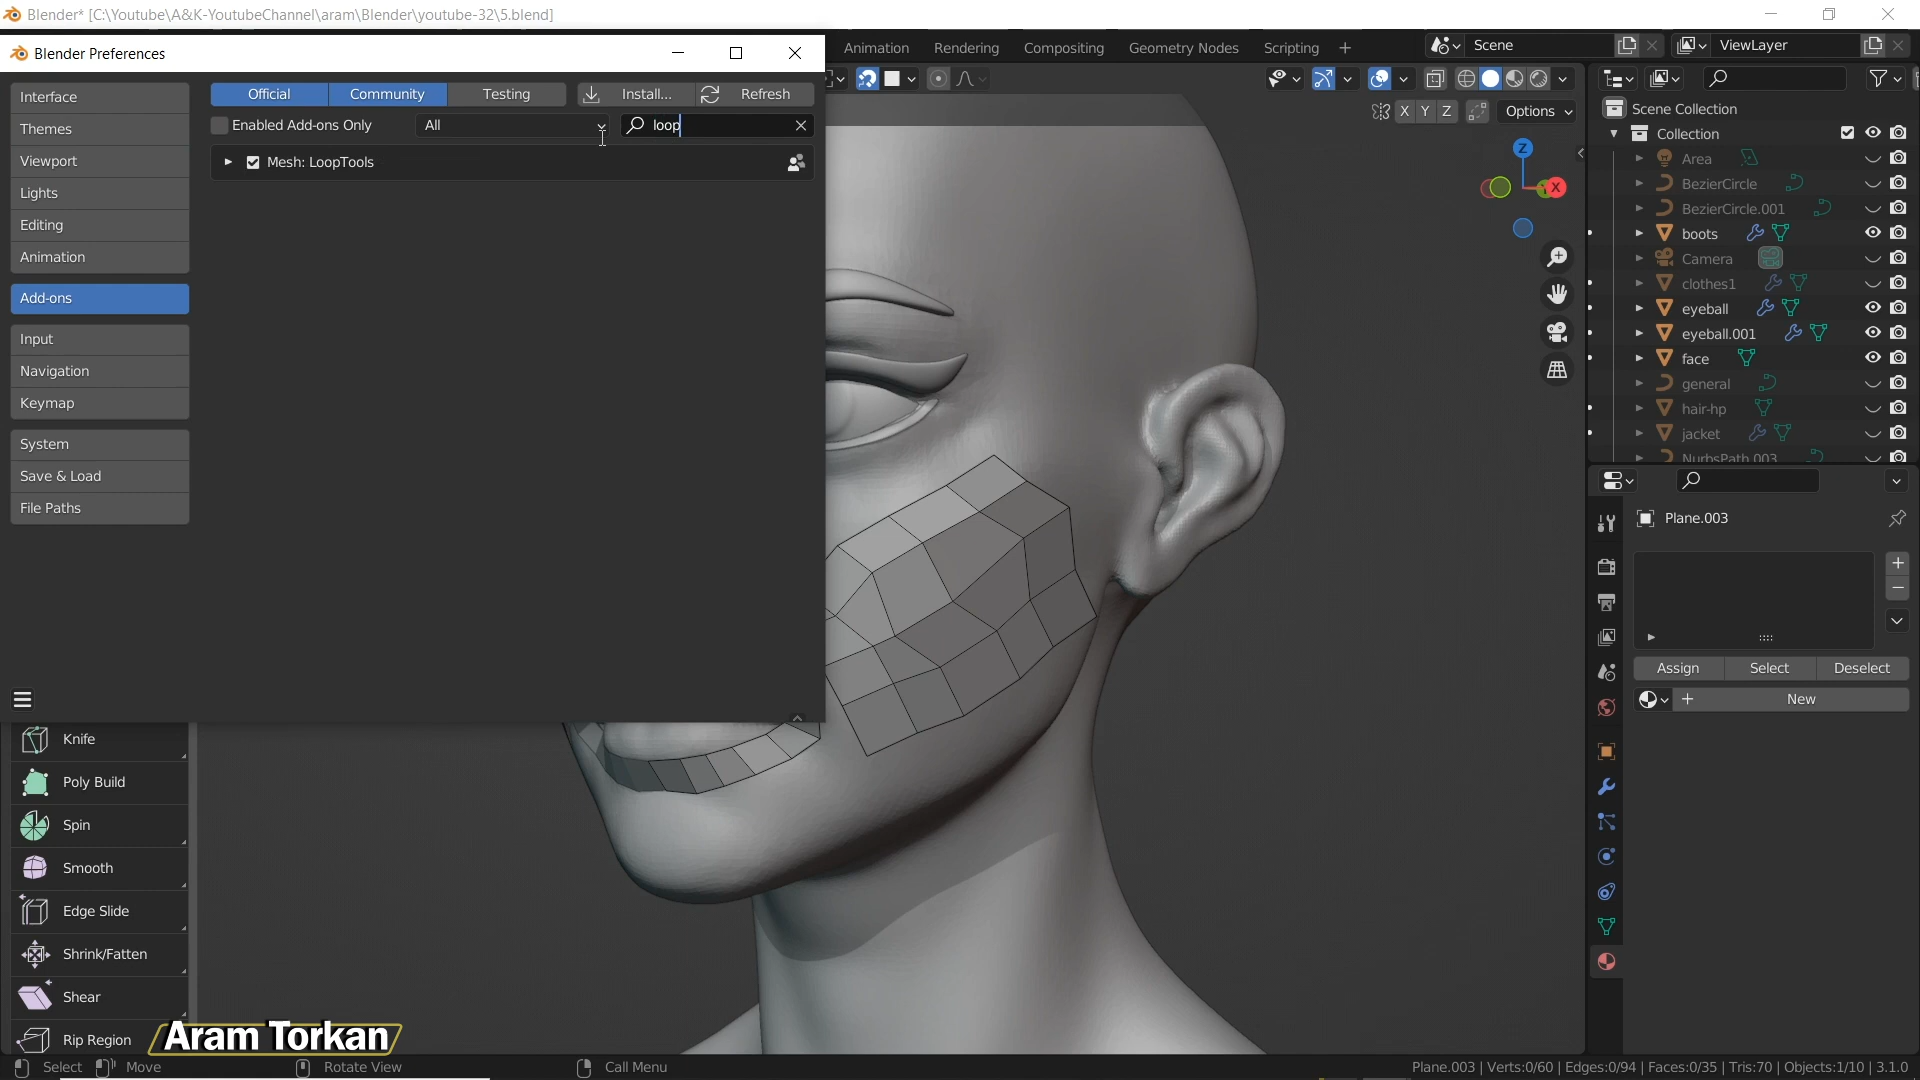 Blender* [C:\Youtube\A&K-YoutubeChannel\aram\Blender\youtube-32\5.blend]
Blender Preferences
Animation
Rendering
Compositing
Geometry Nodes
Scripting
+
Scene
ViewLayer
Interface
Themes
Viewport
Lights
Editing
Animation
Add-ons
Input
Navigation
Keymap
System
Save & Load
File Paths
Official
Community
Testing
Install...
Refresh
Enabled Add-ons Only
All
loop
Mesh: LoopTools
X
Y
Z
Options
Z
X
Scene Collection
Collection
Area
BezierCircle
BezierCircle.001
boots
Camera
clothes1
eyeball
eyeball.001
face
general
hair-hp
jacket
NurbsPath.003
Plane.003
Assign
Select
Deselect
New
Knife
Poly Build
Spin
Smooth
Edge Slide
Shrink/Fatten
Shear
Rip Region
Aram Torkan
Select
Move
Rotate View
Call Menu
Plane.003 | Verts:0/60 | Edges:0/94 | Faces:0/35 | Tris:70 | Objects:1/10 | 3.1.0